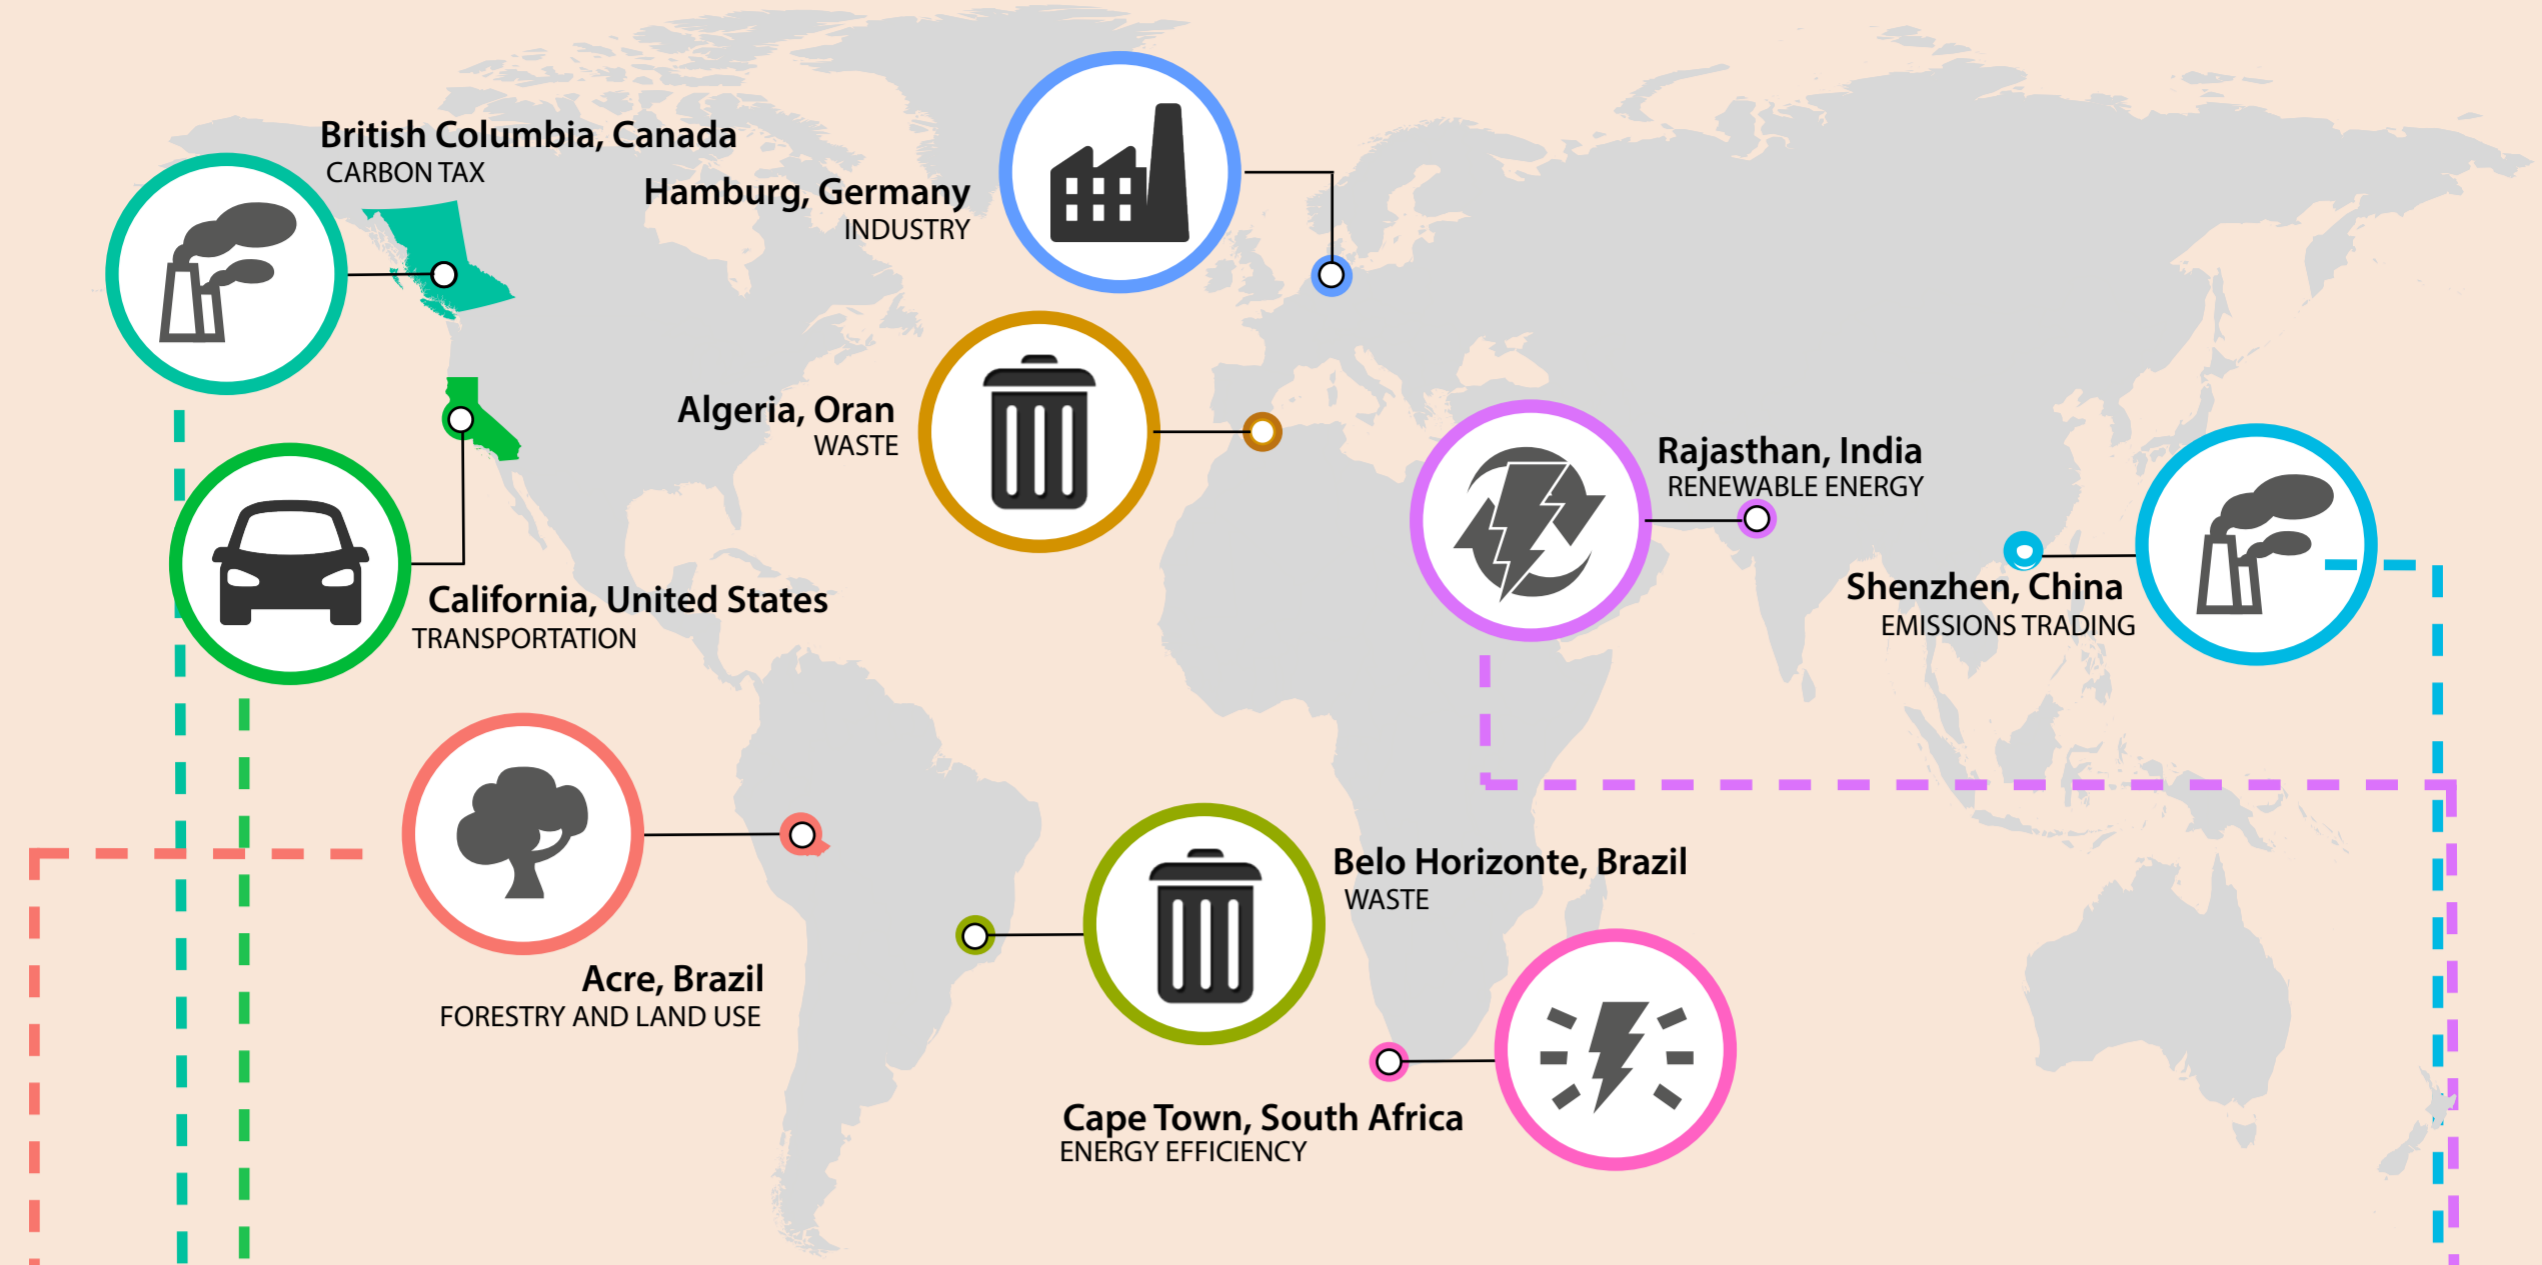 British Columbia, Canada
CARBON TAX
Hamburg, Germany
INDUSTRY
Algeria, Oran
WASTE
Rajasthan, India
RENEWABLE ENERGY
Shenzhen, China
EMISSIONS TRADING
California, United States
TRANSPORTATION
Belo Horizonte, Brazil
WASTE
Acre, Brazil
FORESTRY AND LAND USE
Cape Town, South Africa
ENERGY EFFICIENCY